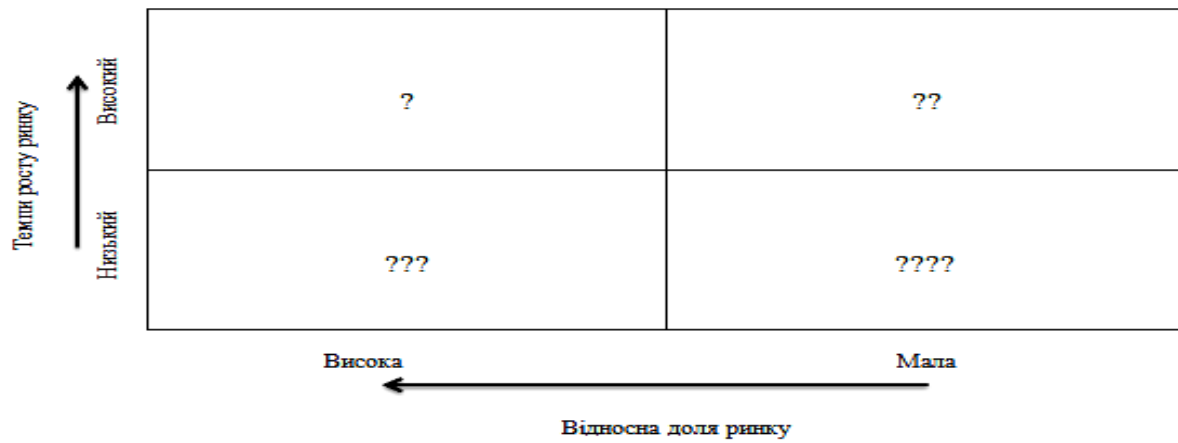 Темпи росту ринку
Високий
Низький
?
??
???
????
Висока
Мала
Відносна доля ринку